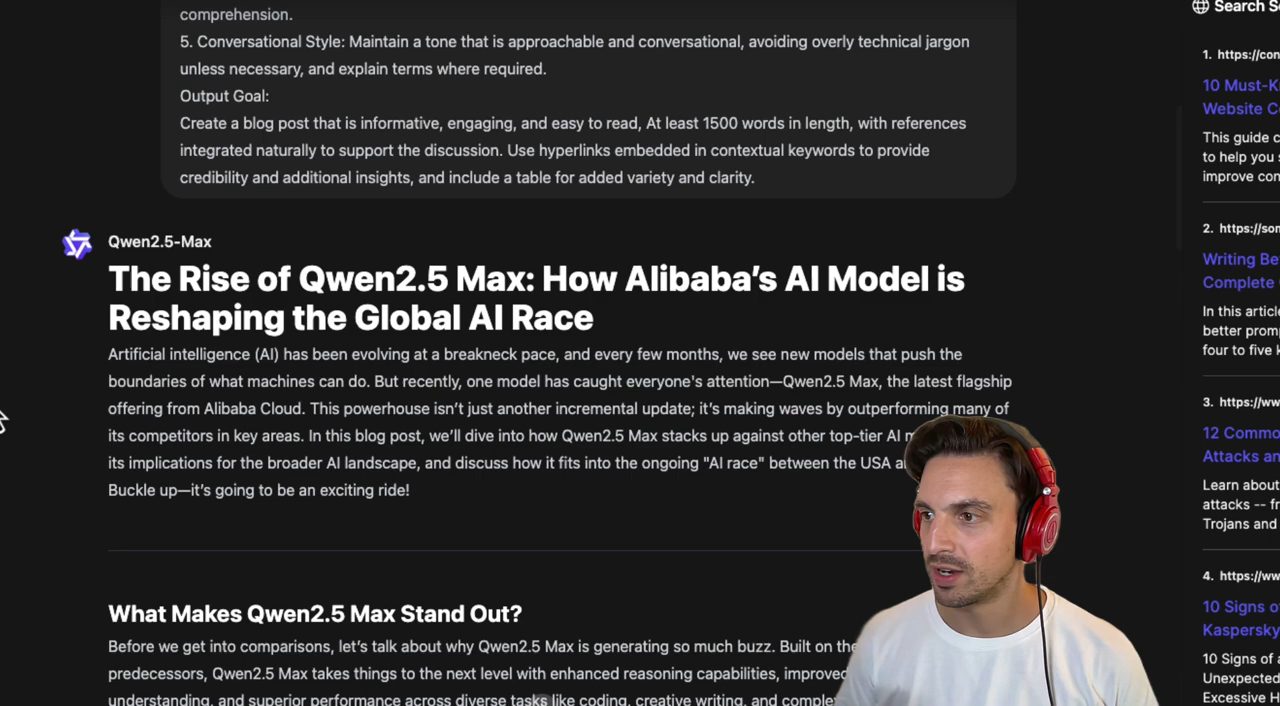 comprehension.
5. Conversational Style: Maintain a tone that is approachable and conversational, avoiding overly technical jargon
unless necessary, and explain terms where required.
Output Goal:
Create a blog post that is informative, engaging, and easy to read, At least 1500 words in length, with references
integrated naturally to support the discussion. Use hyperlinks embedded in contextual keywords to provide
credibility and additional insights, and include a table for added variety and clarity.
Qwen2.5-Max
The Rise of Qwen2.5 Max: How Alibaba’s AI Model is
Reshaping the Global AI Race
Artificial intelligence (AI) has been evolving at a breakneck pace, and every few months, we see new models that push the
boundaries of what machines can do. But recently, one model has caught everyone's attention—Qwen2.5 Max, the latest flagship
offering from Alibaba Cloud. This powerhouse isn’t just another incremental update; it’s making waves by outperforming many of
its competitors in key areas. In this blog post, we’ll dive into how Qwen2.5 Max stacks up against other top-tier AI
its implications for the broader AI landscape, and discuss how it fits into the ongoing "AI race" between the USA
Buckle up—it’s going to be an exciting ride!
What Makes Qwen2.5 Max Stand Out?
Before we get into comparisons, let’s talk about why Qwen2.5 Max is generating so much buzz. Built on the
predecessors, Qwen2.5 Max takes things to the next level with enhanced reasoning capabilities, improved
understanding, and superior performance across diverse tasks like coding, creative writing, and
Search
1. https://con
10 Must-K
Website C
This guide c
to help you
improve con
2. https://som
Writing Be
Complete
In this article
better prom
four to five k
3. https://ww
12 Commo
Attacks an
Learn about
attacks -- fr
Trojans and
4. https://ww
10 Signs of
Kaspersky
10 Signs of a
Unexpected
Excessive H